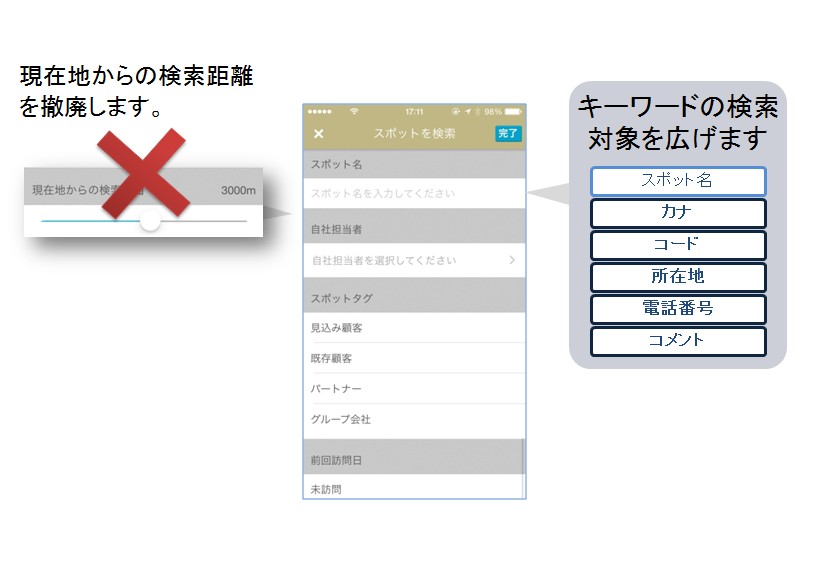 現在地からの検索距離
を撤廃します。
現在地からの検索
3000m
17:11
98%
スポットを検索
完了
スポット名
スポット名を入力してください
自社担当者
自社担当者を選択してください
スポットタグ
見込み顧客
既存顧客
パートナー
グループ会社
前回訪問日
未訪問
キーワードの検索
対象を広げます
スポット名
カナ
コード
所在地
電話番号
コメント